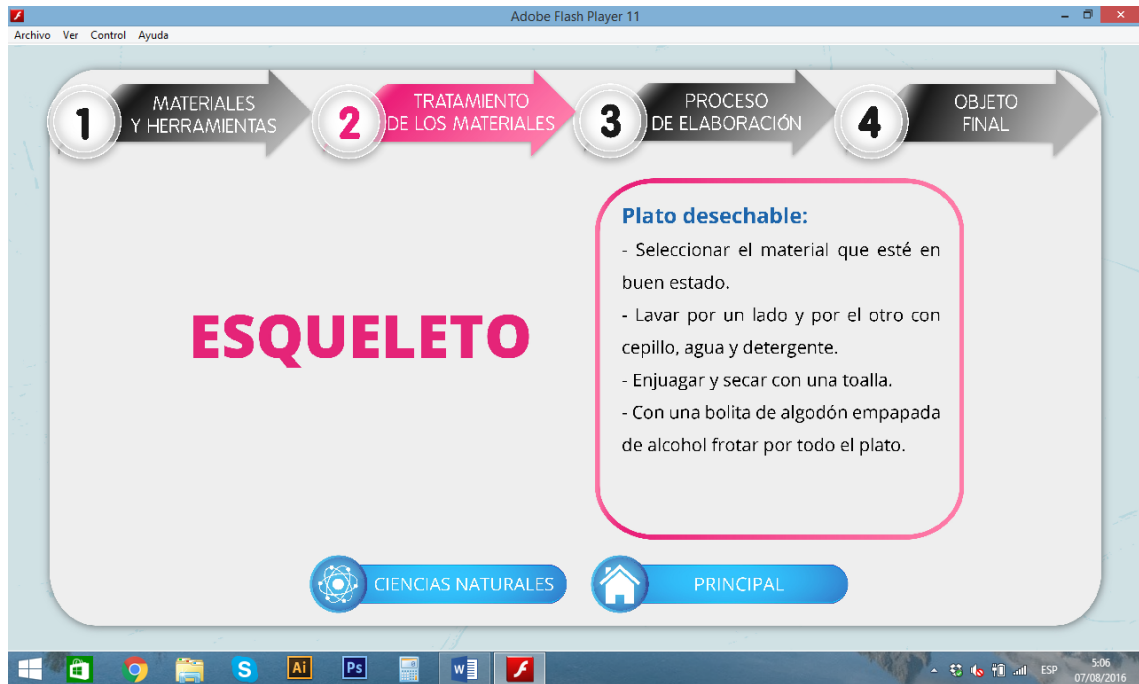 Adobe Flash Player 11
Archivo Ver Control Ayuda
1
MATERIALES
Y HERRAMIENTAS
2
TRATAMIENTO
DE LOS MATERIALES
3
PROCESO
DE ELABORACIÓN
4
OBJETO
FINAL
ESQUELETO
Plato desechable:
- Seleccionar el material que esté en
buen estado.
- Lavar por un lado y por el otro con
cepillo, agua y detergente.
- Enjuagar y secar con una toalla.
- Con una bolita de algodón empapada
de alcohol frotar por todo el plato.
CIENCIAS NATURALES
PRINCIPAL
S
Ai
Ps
W
ESP
5:06
07/08/2016